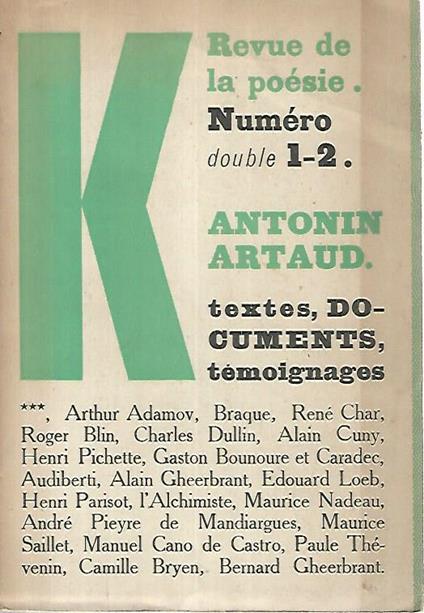 K
Revue de
la poésie.
Numéro
double 1-2.
ANTONIN
ARTAUD.
textes, DO-
CUMENTS,
témoignages
***, Arthur Adamov, Braque, René Char,
Roger Blin, Charles Dullin, Alain Cuny,
Henri Pichette, Gaston Bounoure et Caradec,
Audiberti, Alain Gheerbrant, Edouard Loeb,
Henri Parisot, l'Alchimiste, Maurice Nadeau,
André Pieyre de Mandiargues, Maurice
Saillet, Manuel Cano de Castro, Paule Thé-
venin, Camille Bryen, Bernard Gheerbrant.